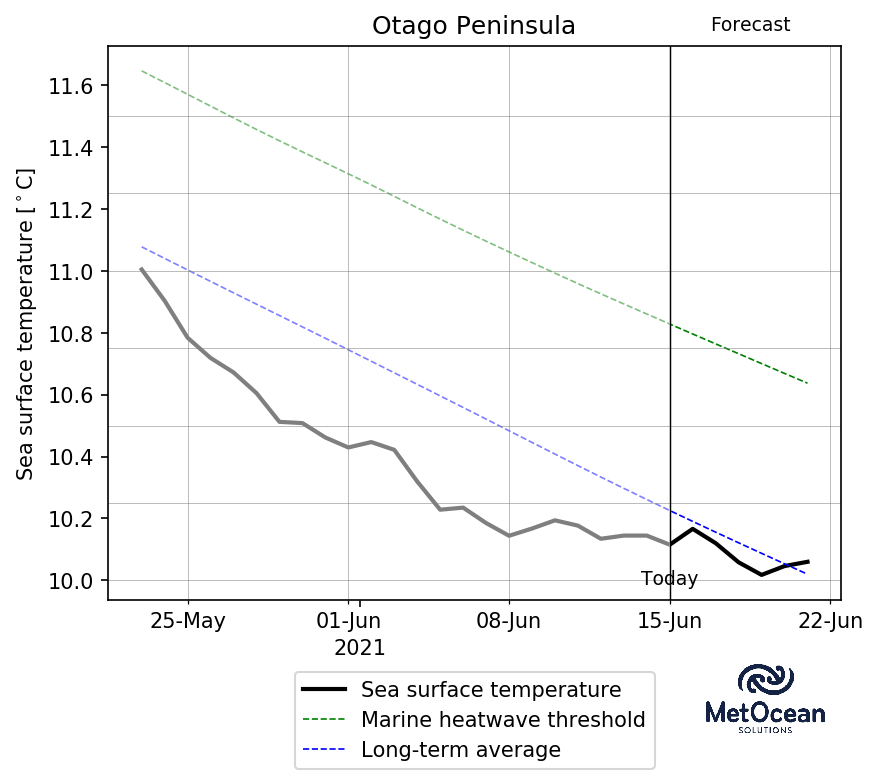 Otago Peninsula
Forecast
Sea surface temperature [°C]
11.6
11.4
11.2
11.0
10.8
10.6
10.4
10.2
10.0
Today
25-May
01-Jun
08-Jun
15-Jun
22-Jun
2021
Sea surface temperature
Marine heatwave threshold
Long-term average
MetOcean
SOLUTIONS